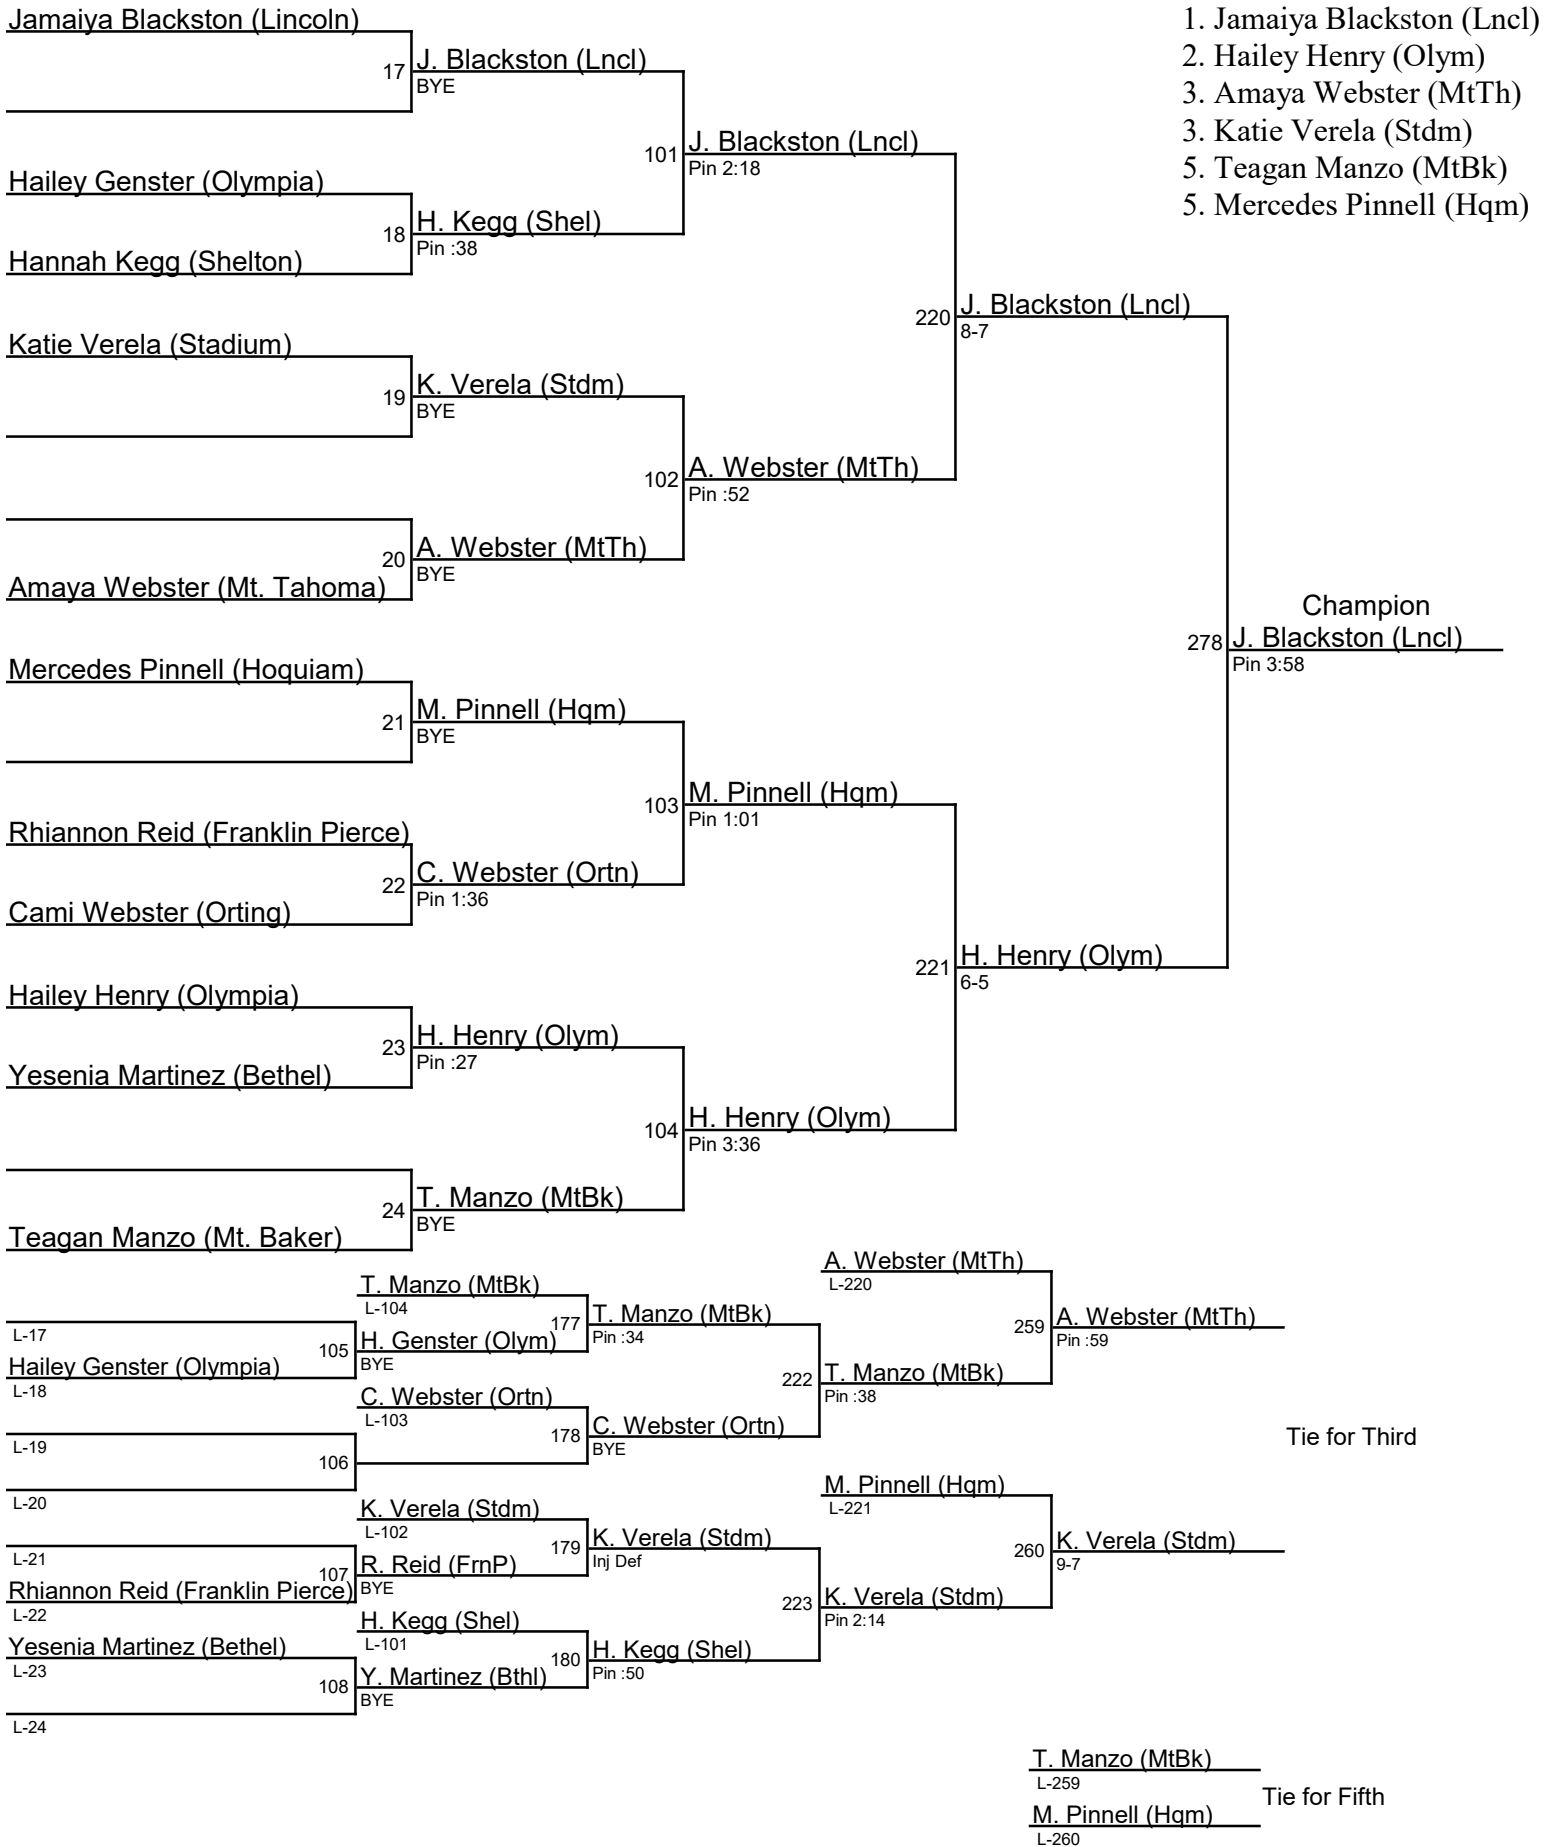 Jamaiya Blackston (Lincoln)
17
J. Blackston (Lncl)
BYE
101
J. Blackston (Lncl)
Pin 2:18
Hailey Genster (Olympia)
18
H. Kegg (Shel)
Pin :38
Hannah Kegg (Shelton)
220
J. Blackston (Lncl)
8-7
Katie Verela (Stadium)
19
K. Verela (Stdm)
BYE
102
A. Webster (MtTh)
Pin :52
20
A. Webster (MtTh)
BYE
Amaya Webster (Mt. Tahoma)
Champion
278
J. Blackston (Lncl)
Pin 3:58
Mercedes Pinnell (Hoquiam)
21
M. Pinnell (Hqm)
BYE
103
M. Pinnell (Hqm)
Pin 1:01
Rhiannon Reid (Franklin Pierce)
22
C. Webster (Ortn)
Pin 1:36
Cami Webster (Orting)
221
H. Henry (Olym)
6-5
Hailey Henry (Olympia)
23
H. Henry (Olym)
Pin :27
Yesenia Martinez (Bethel)
104
H. Henry (Olym)
Pin 3:36
24
T. Manzo (MtBk)
BYE
Teagan Manzo (Mt. Baker)
1. Jamaiya Blackston (Lncl)
2. Hailey Henry (Olym)
3. Amaya Webster (MtTh)
3. Katie Verela (Stdm)
5. Teagan Manzo (MtBk)
5. Mercedes Pinnell (Hqm)
L-17
105
Hailey Genster (Olympia)
L-18
T. Manzo (MtBk)
L-104
177
H. Genster (Olym)
BYE
T. Manzo (MtBk)
Pin :34
L-19
106
L-20
C. Webster (Ortn)
L-103
178
C. Webster (Ortn)
BYE
222
T. Manzo (MtBk)
Pin :38
A. Webster (MtTh)
L-220
259
A. Webster (MtTh)
Pin :59
Tie for Third
L-21
107
Rhiannon Reid (Franklin Pierce)
L-22
K. Verela (Stdm)
L-102
179
R. Reid (FrnP)
BYE
K. Verela (Stdm)
Inj Def
Yesenia Martinez (Bethel)
L-23
108
L-24
H. Kegg (Shel)
L-101
180
Y. Martinez (Bthl)
BYE
H. Kegg (Shel)
Pin :50
223
K. Verela (Stdm)
Pin 2:14
M. Pinnell (Hqm)
L-221
260
K. Verela (Stdm)
9-7
T. Manzo (MtBk)
L-259
Tie for Fifth
M. Pinnell (Hqm)
L-260